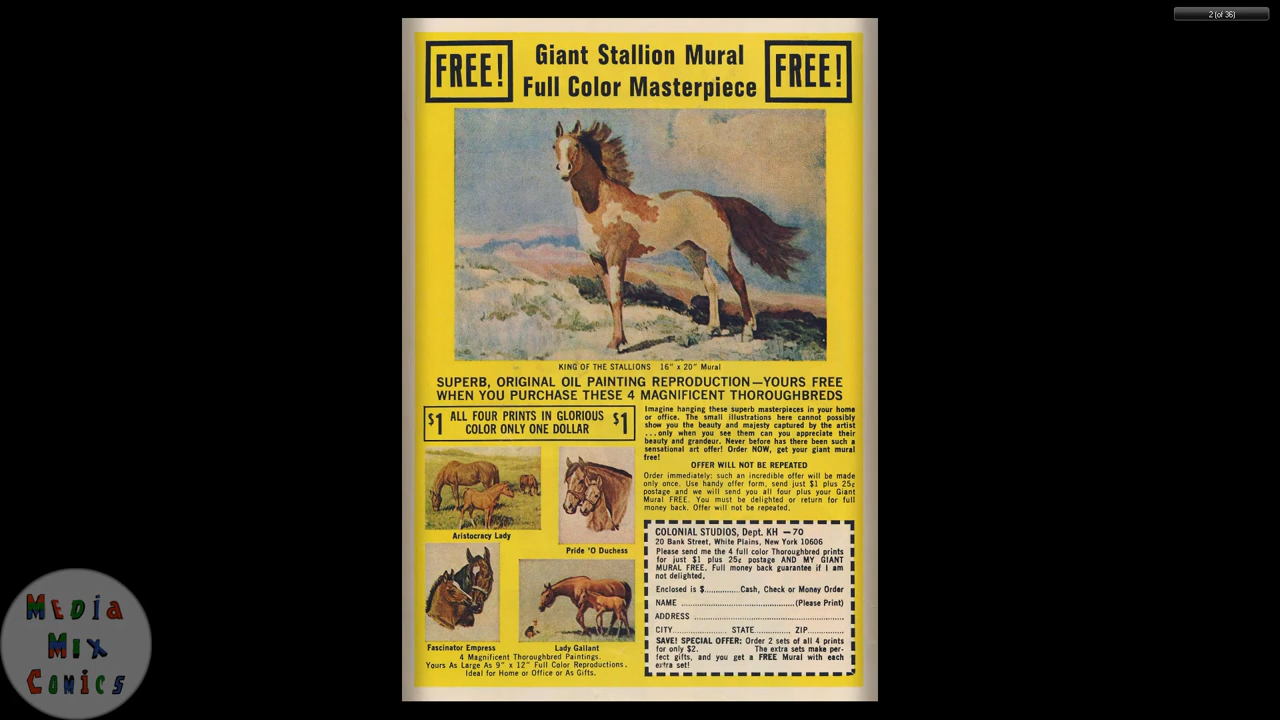 2 (of 36)
FREE!
Giant Stallion Mural
Full Color Masterpiece
FREE!
KING OF THE STALLIONS 16" x 20" Mural
SUPERB, ORIGINAL OIL PAINTING REPRODUCTION—YOURS FREE
WHEN YOU PURCHASE THESE 4 MAGNIFICENT THOROUGHBREDS
$1 ALL FOUR PRINTS IN GLORIOUS $1
COLOR ONLY ONE DOLLAR
Aristocracy Lady
Pride 'O Duchess
Fascinator Empress
Lady Gallant
4 Magnificent Thoroughbred Paintings.
Yours As Large As 9" x 12" Full Color Reproductions.
Ideal for Home or Office or As Gifts.
Imagine hanging these superb masterpieces in your home
or office. The small illustrations here cannot possibly
show you the beauty and majesty captured by the artist
...only when you see them can you appreciate their
beauty and grandeur. Never before has there been such a
sensational art offer! Order NOW, get your giant mural
free!
OFFER WILL NOT BE REPEATED
Order immediately; such an incredible offer will be made
only once. Use handy offer form, send just $1 plus 25¢
postage and we will send you all four plus your Giant
Mural FREE. You must be delighted or return for full
money back. Offer will not be repeated.
COLONIAL STUDIOS, Dept. KH —70
20 Bank Street, White Plains, New York 10606
Please send me the 4 full color Thoroughbred prints
for just $1 plus 25¢ postage AND MY GIANT
MURAL FREE. Full money back guarantee if I am
not delighted.
Enclosed is $............Cash, Check or Money Order
NAME ........................................(Please Print)
ADDRESS ........................................
CITY.................. STATE............ ZIP............
SAVE! SPECIAL OFFER: Order 2 sets of all 4 prints
for only $2. The extra sets make per-
fect gifts, and you get a FREE Mural with each
extra set!
MEDia
Mix
Comics